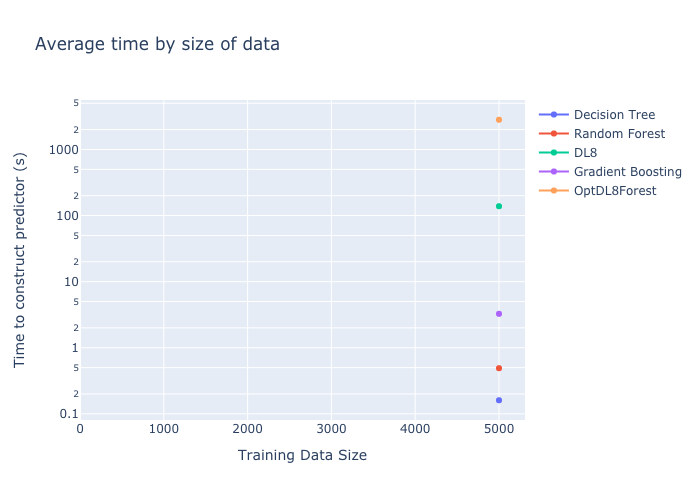 Average time by size of data
Time to construct predictor (s)
5
2
1000
5
2
100
5
2
10
5
2
1
5
2
0.1
0 1000 2000 3000 4000 5000
Training Data Size
Decision Tree
Random Forest
DL8
Gradient Boosting
OptDL8Forest